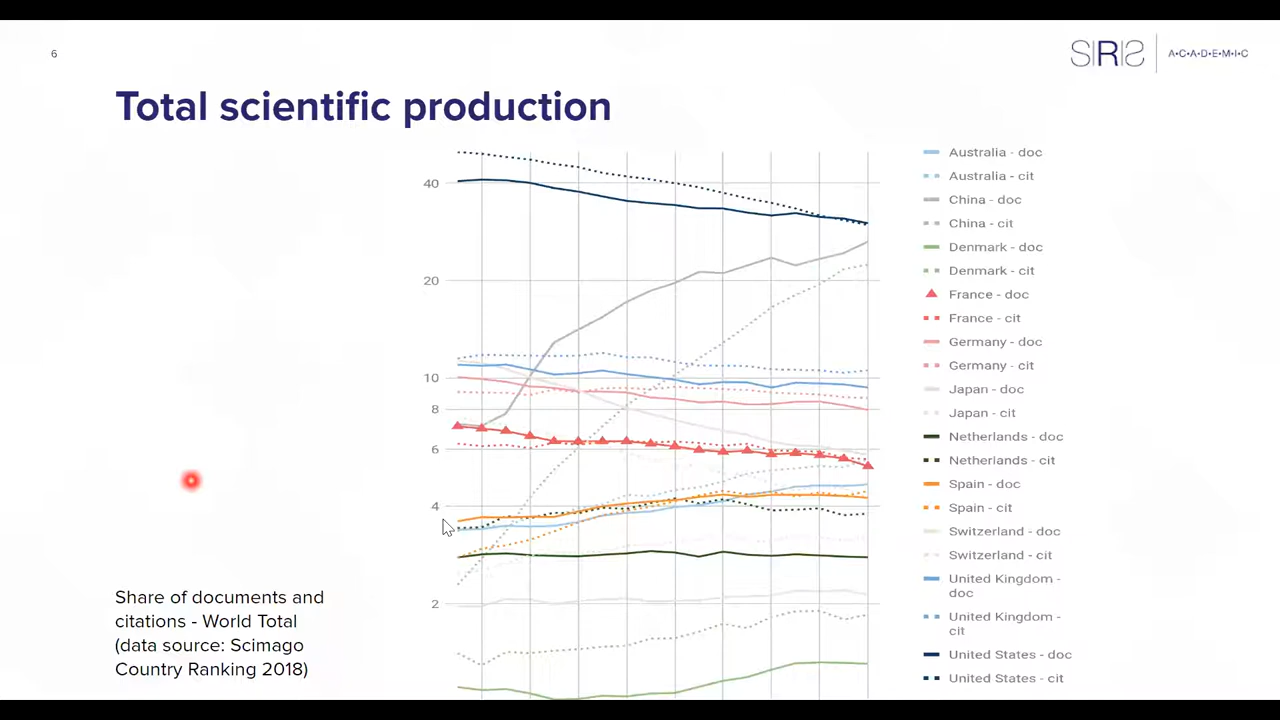 6
SIRIS
A•C•A•D•E•M•I•C
Total scientific production
40
20
10
8
6
4
2
Australia - doc
Australia - cit
China - doc
China - cit
Denmark - doc
Denmark - cit
France - doc
France - cit
Germany - doc
Germany - cit
Japan - doc
Japan - cit
Netherlands - doc
Netherlands - cit
Spain - doc
Spain - cit
Switzerland - doc
Switzerland - cit
United Kingdom -
doc
United Kingdom -
cit
United States - doc
United States - cit
Share of documents and
citations - World Total
(data source: Scimago
Country Ranking 2018)